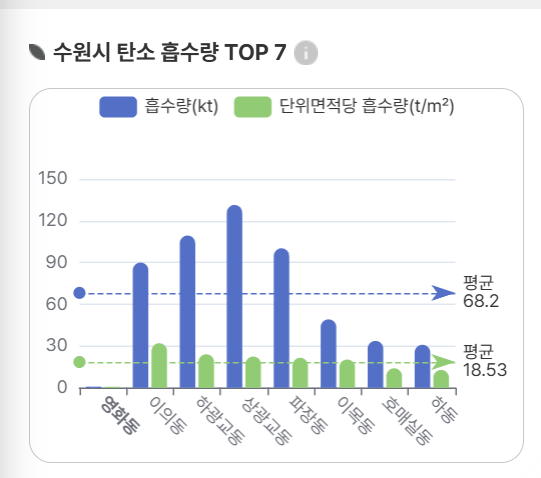 수원시 탄소 흡수량 TOP 7 i
흡수량(kt) 단위면적당 흡수량(t/m²)
150
120
90
60
30
0
평균
68.2
평균
18.53
영화동
이의동
하광교동
상광교동
파장동
이목동
호매실동
하동